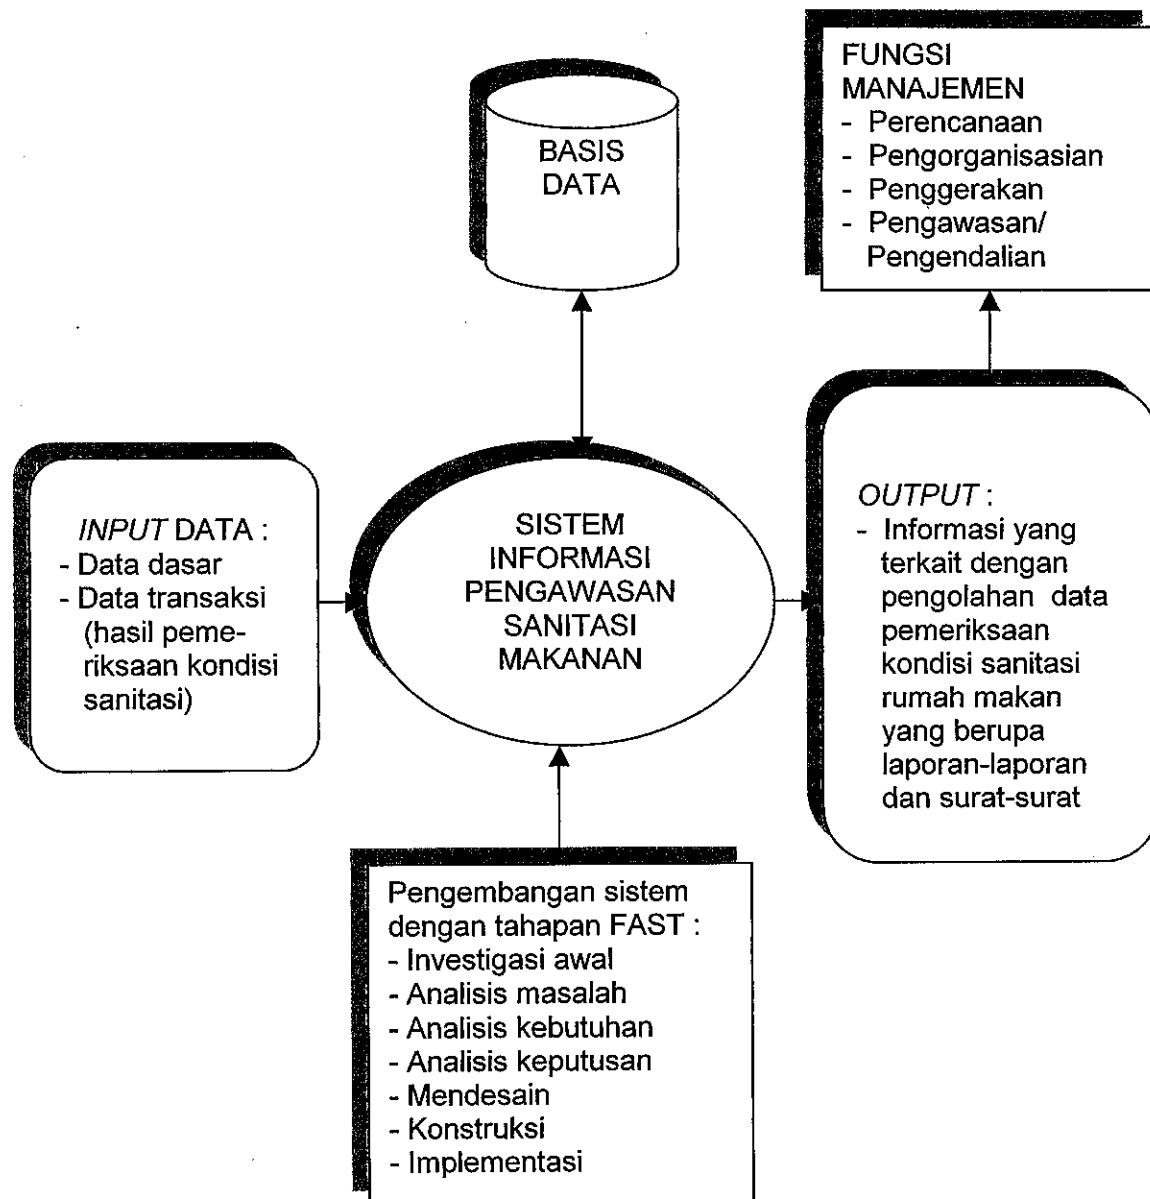 BASIS
DATA
FUNGSI
MANAJEMEN
- Perencanaan
- Pengorganisasian
- Penggerakan
- Pengawasan/
Pengendalian
INPUT DATA :
- Data dasar
- Data transaksi
(hasil peme-
riksaan kondisi
sanitasi)
SISTEM
INFORMASI
PENGAWASAN
SANITASI
MAKANAN
OUTPUT :
- Informasi yang
terkait dengan
pengolahan data
pemeriksaan
kondisi sanitasi
rumah makan
yang berupa
laporan-laporan
dan surat-surat
Pengembangan sistem
dengan tahapan FAST :
- Investigasi awal
- Analisis masalah
- Analisis kebutuhan
- Analisis keputusan
- Mendesain
- Konstruksi
- Implementasi